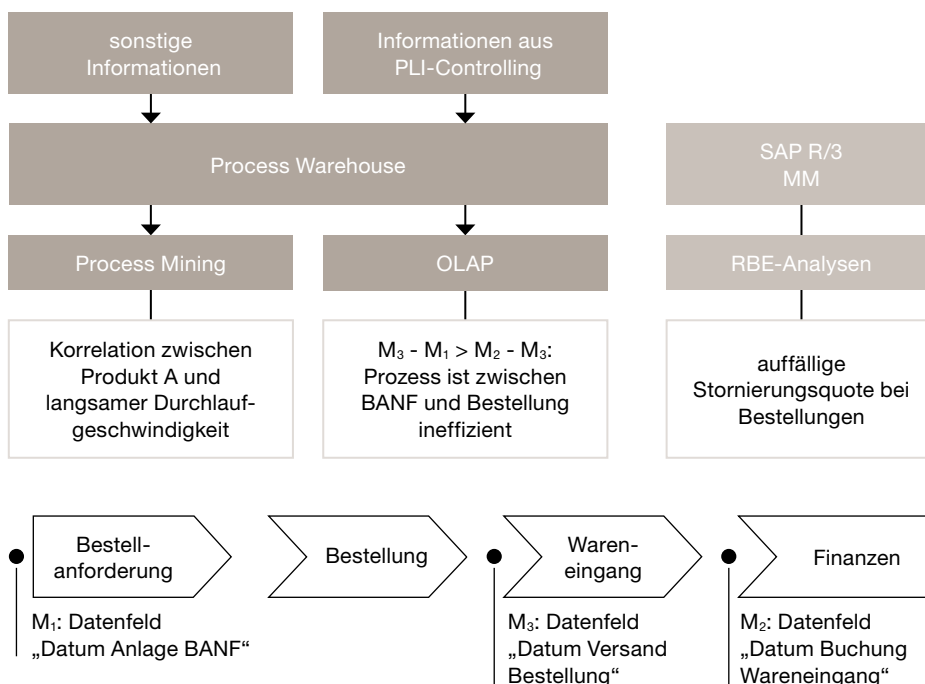 sonstige
Informationen
Informationen aus
PLI-Controlling
Process Warehouse
SAP R/3
MM
Process Mining
OLAP
RBE-Analysen
Korrelation zwischen
Produkt A und
langsamer Durchlauf-
geschwindigkeit
M₃ - M₁ > M₂ - M₃:
Prozess ist zwischen
BANF und Bestellung
ineffizient
auffällige
Stornierungsquote bei
Bestellungen
Bestell-
anforderung
Bestellung
Waren-
eingang
Finanzen
M₁: Datenfeld
„Datum Anlage BANF“
M₃: Datenfeld
„Datum Versand
Bestellung“
M₂: Datenfeld
„Datum Buchung
Wareneingang“